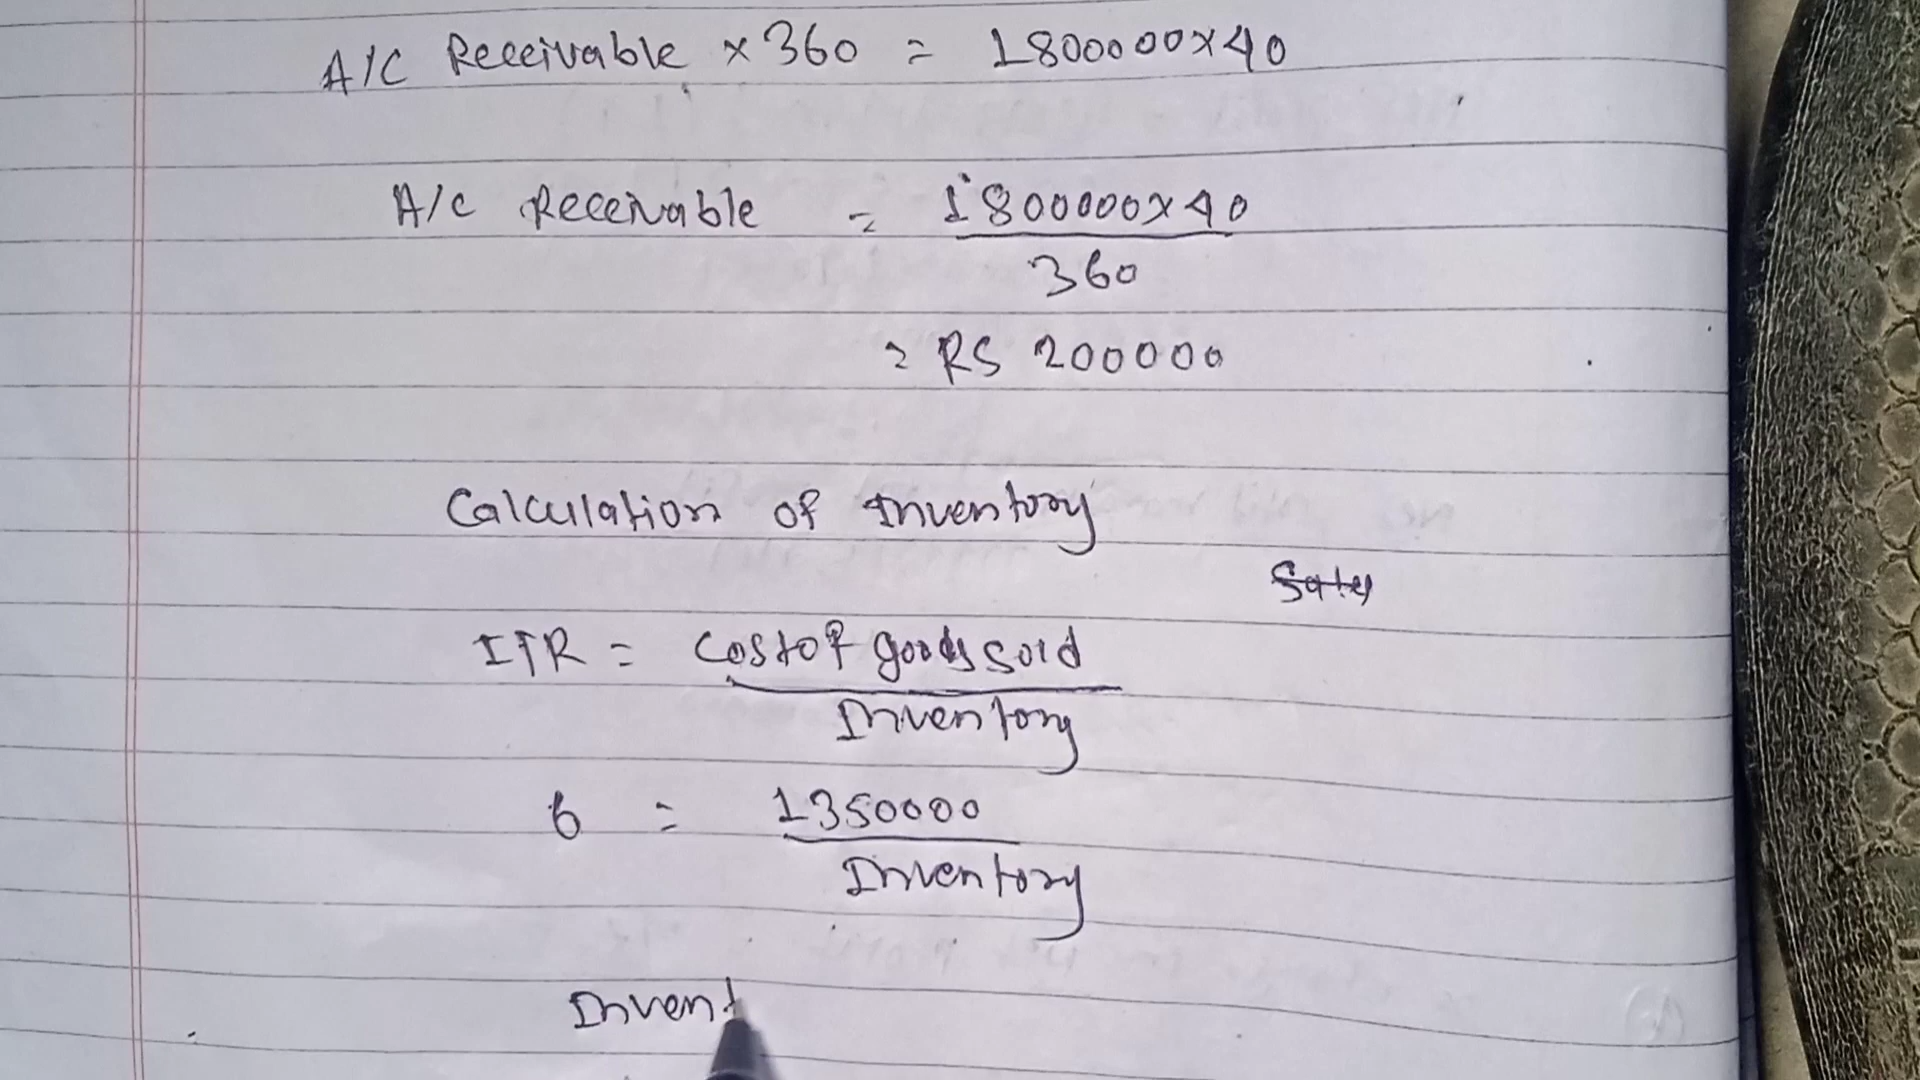 A/C Receivable × 360 = 1800000×40
A/C Receivable = 1800000×40
360
= RS 200000
Calculation of Inventory
Sales
ITR = Cost of goods sold
Inventory
6 = 1350000
Inventory
Invent